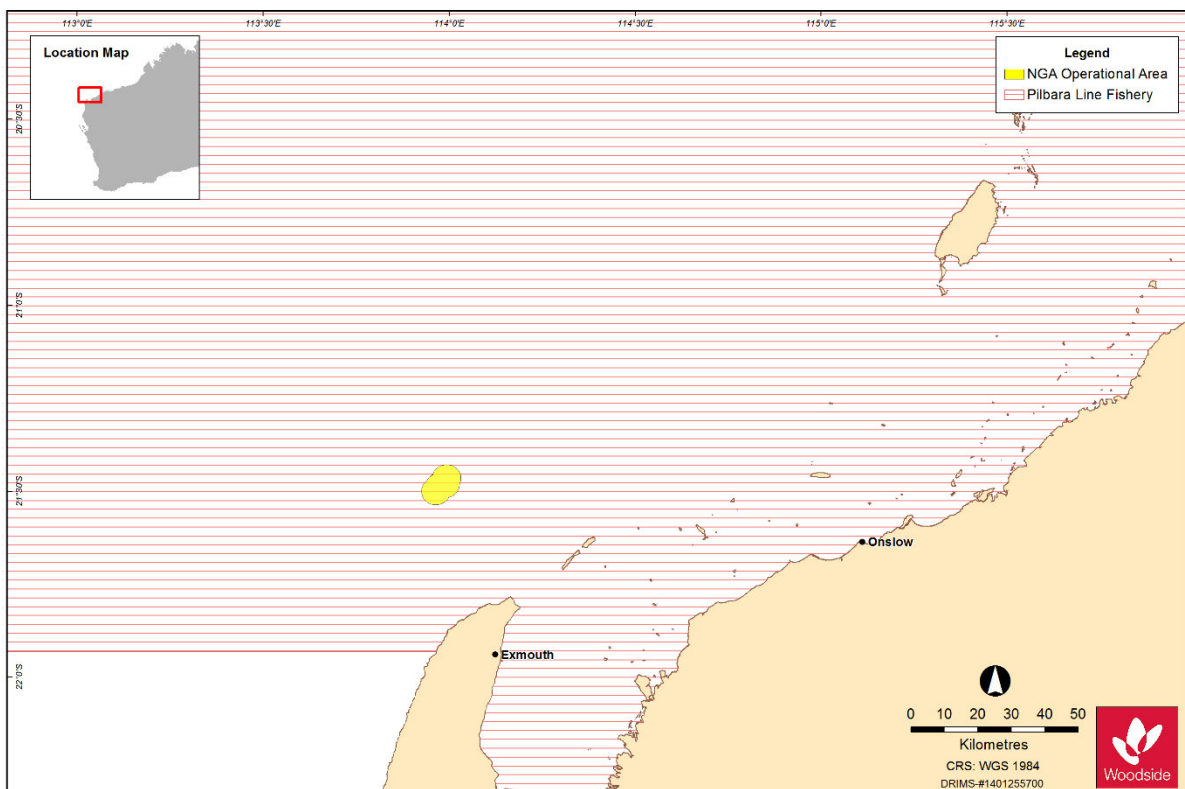 113°0'E
113°30'E
114°0'E
114°30'E
115°0'E
115°30'E
Location Map
Legend
NGA Operational Area
Pilbara Line Fishery
20°30'S
21°0'S
21°30'S
22°0'S
Onslow
Exmouth
0 10 20 30 40 50
Kilometres
CRS: WGS 1984
DRIMS-#1401255700
Woodside